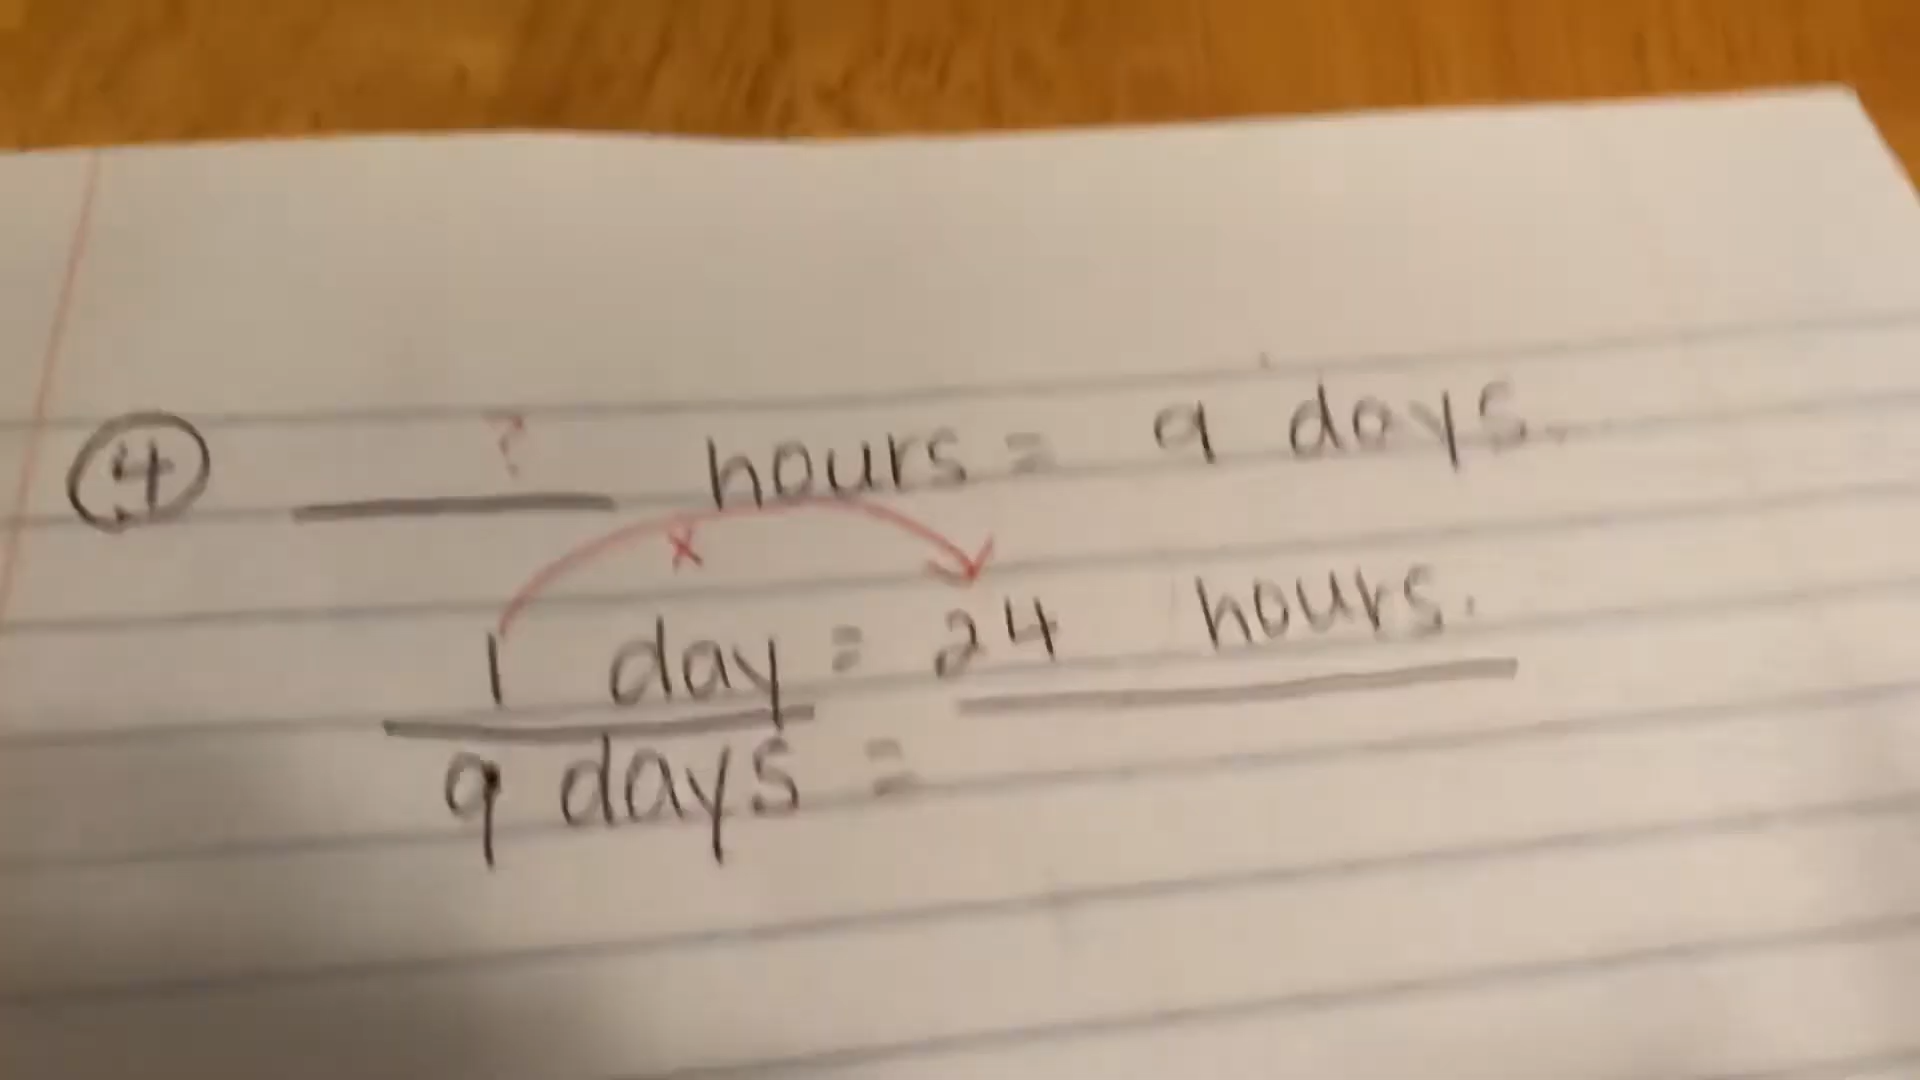 ④ ? hours = 9 days.
x
1 day = 24 hours.
9 days =